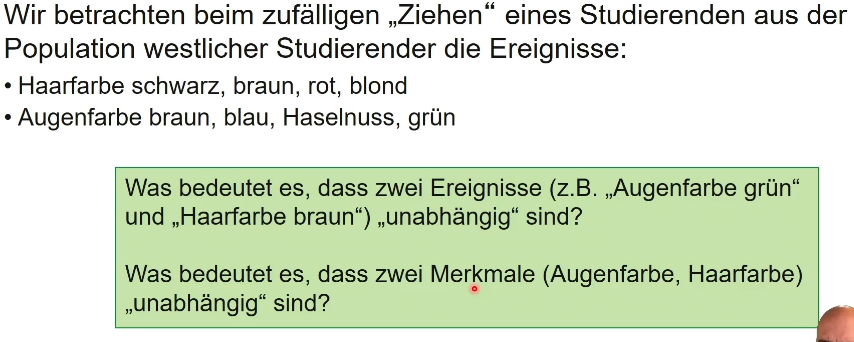 Wir betrachten beim zufälligen „Ziehen“ eines Studierenden aus der
Population westlicher Studierender die Ereignisse:
• Haarfarbe schwarz, braun, rot, blond
• Augenfarbe braun, blau, Haselnuss, grün
Was bedeutet es, dass zwei Ereignisse (z.B. „Augenfarbe grün“
und „Haarfarbe braun“) „unabhängig“ sind?
Was bedeutet es, dass zwei Merkmale (Augenfarbe, Haarfarbe)
„unabhängig“ sind?